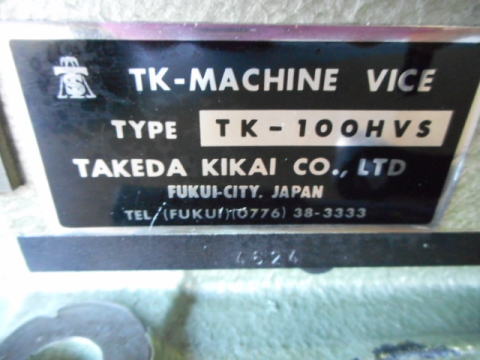 TK-MACHINE VICE
TYPE TK-100HVS
TAKEDA KIKAI CO., LTD
FUKUI-CITY. JAPAN
TEL (FUKUI) (0776) 38-3333
4624